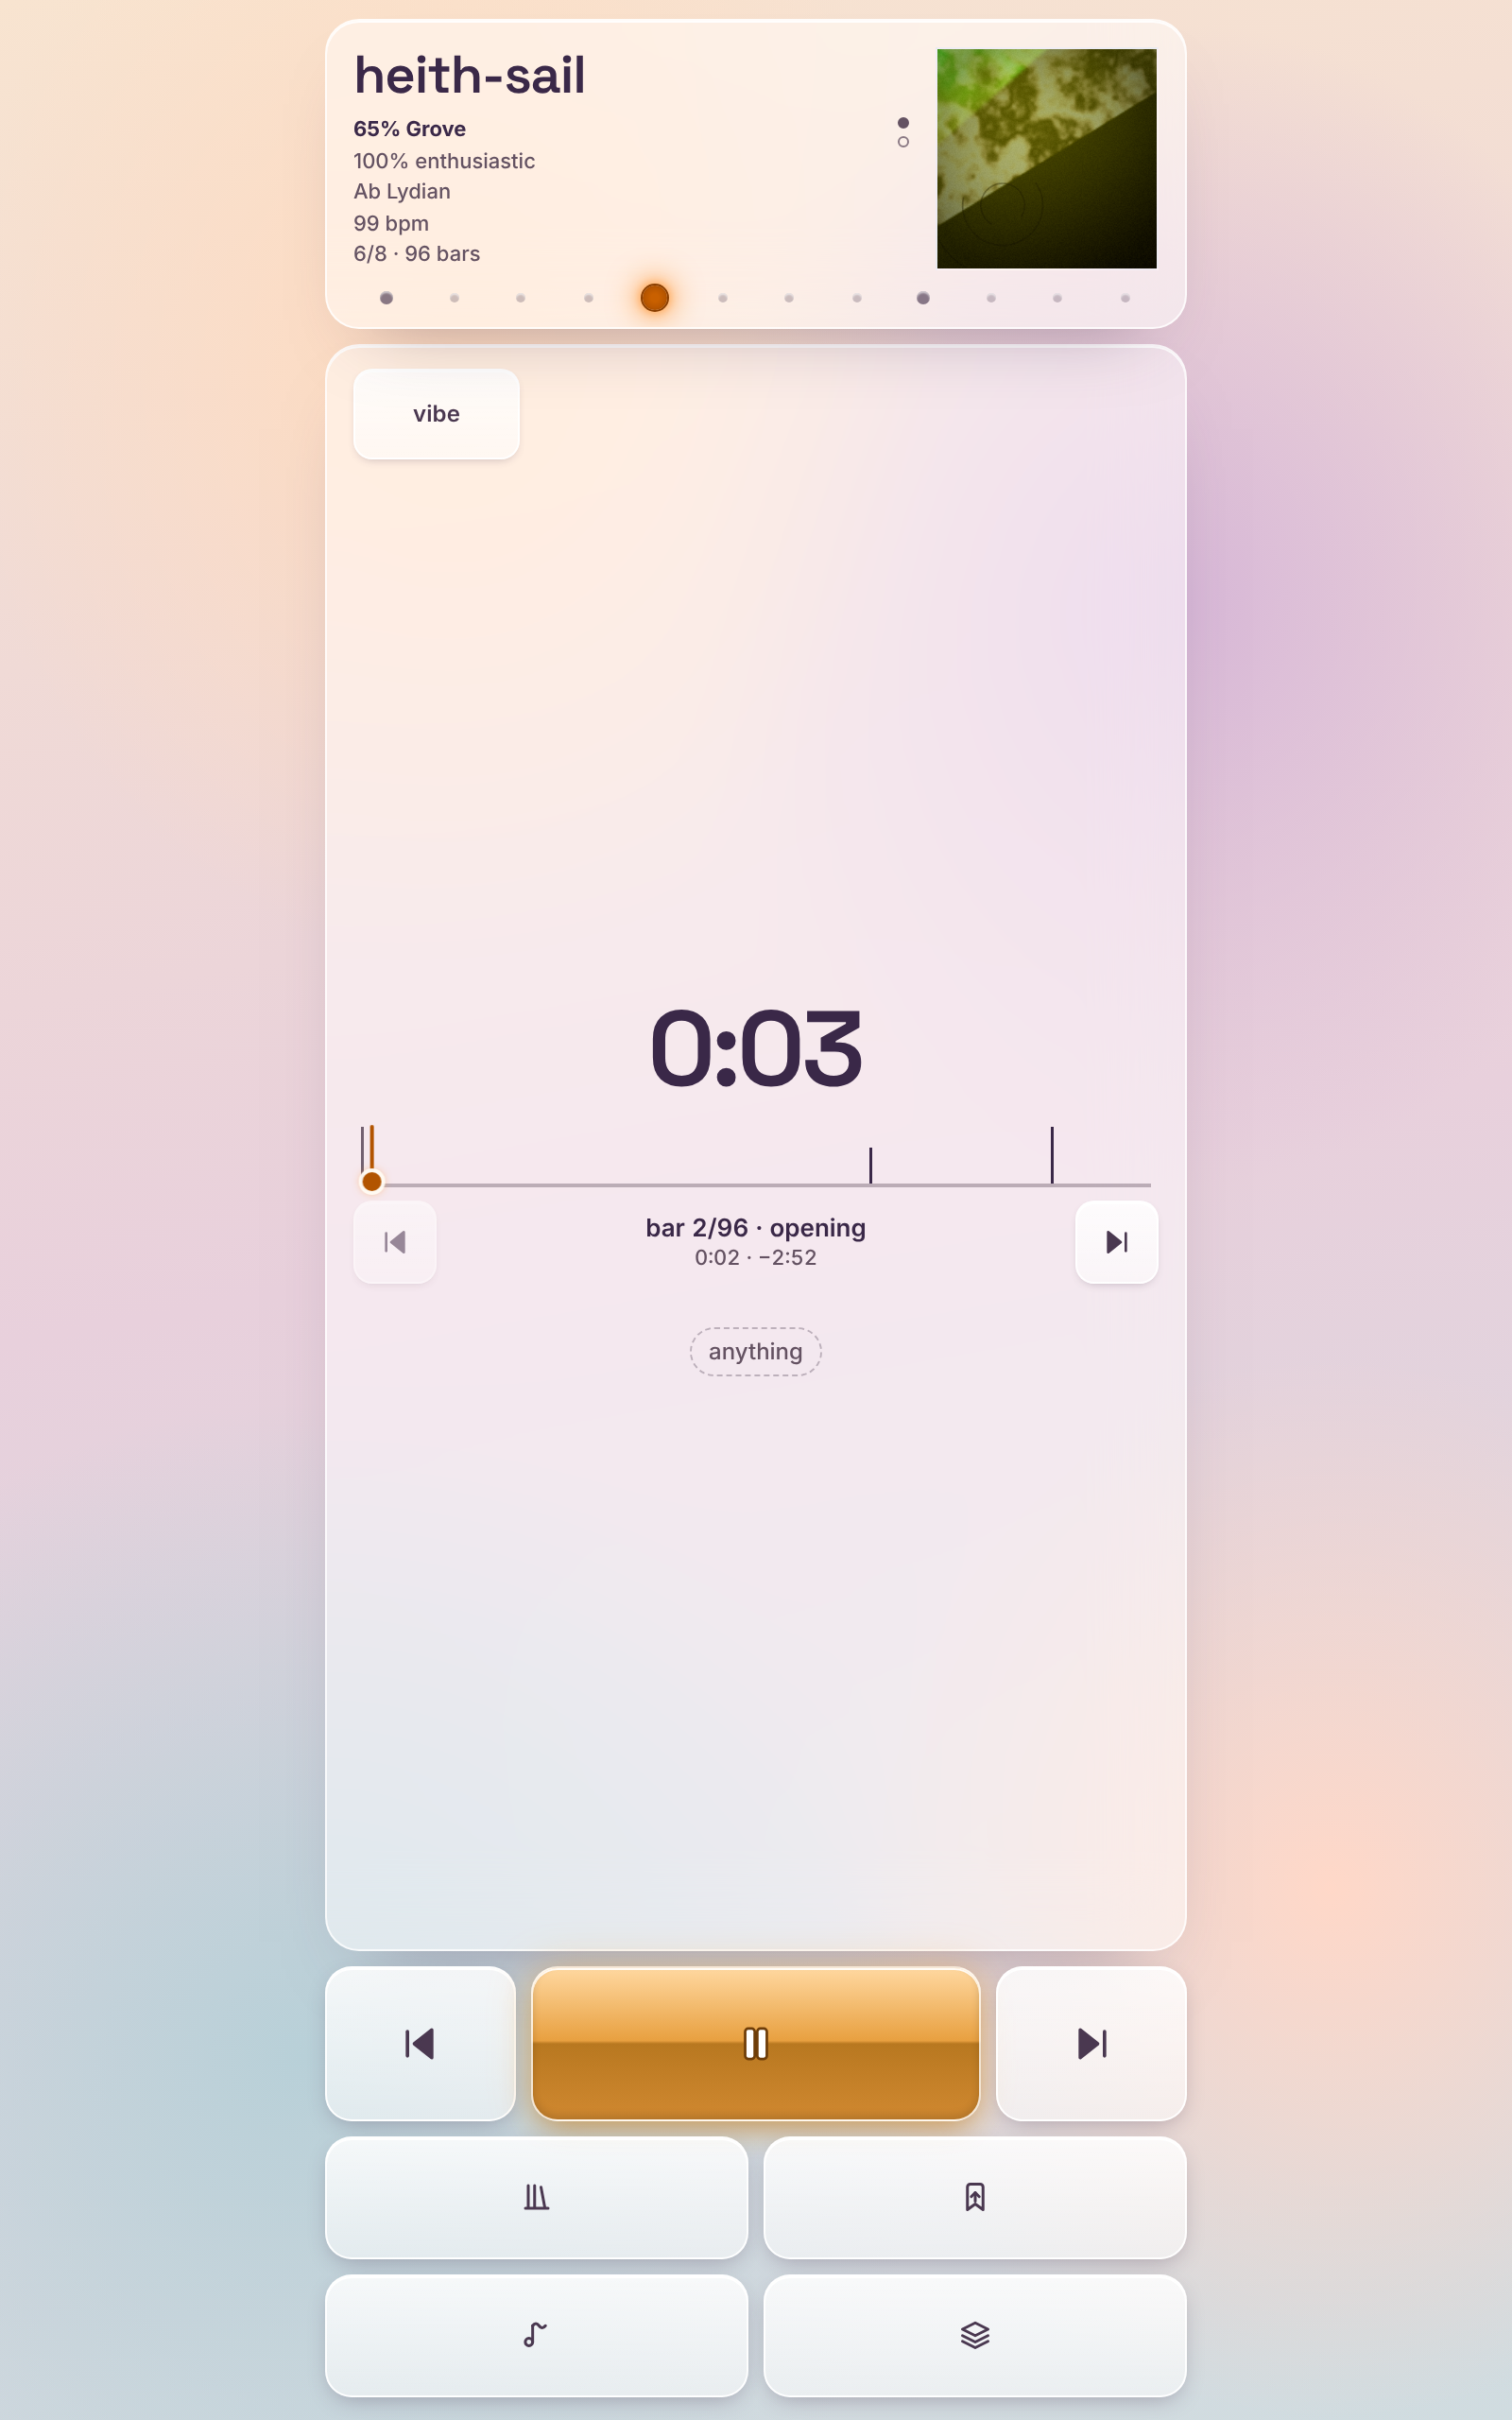 heith-sail
65% Grove
100% enthusiastic
Ab Lydian
99 bpm
6/8 · 96 bars
vibe
0:03
bar 2/96 · opening
0:02 · −2:52
anything